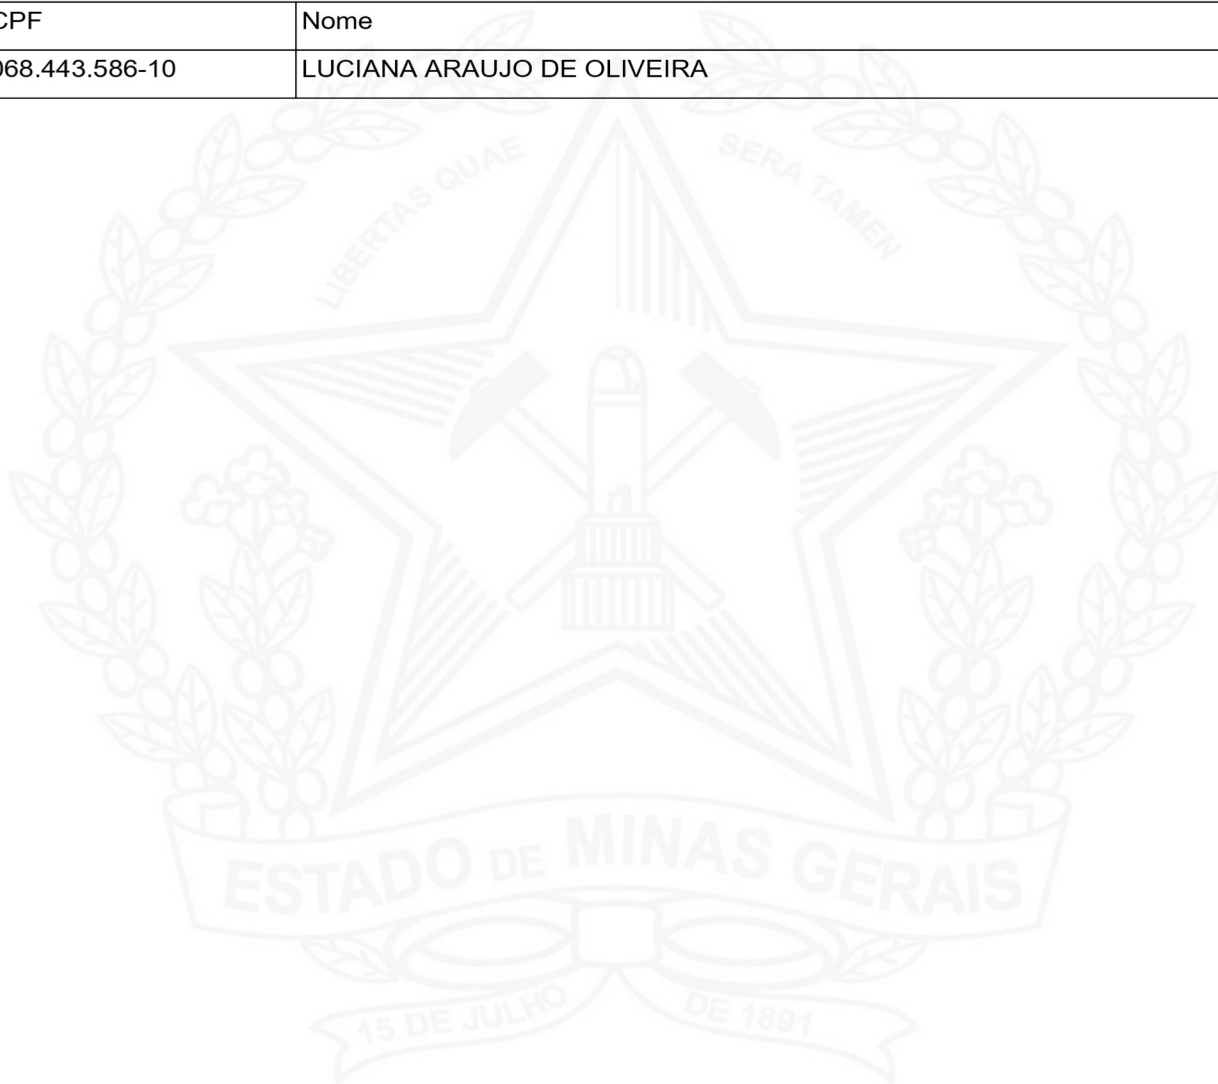 CPF Nome
068.443.586-10 LUCIANA ARAUJO DE OLIVEIRA
LIBERTAS QUAE SERA TAMEN
ESTADO DE MINAS GERAIS
15 DE JULHO DE 1891